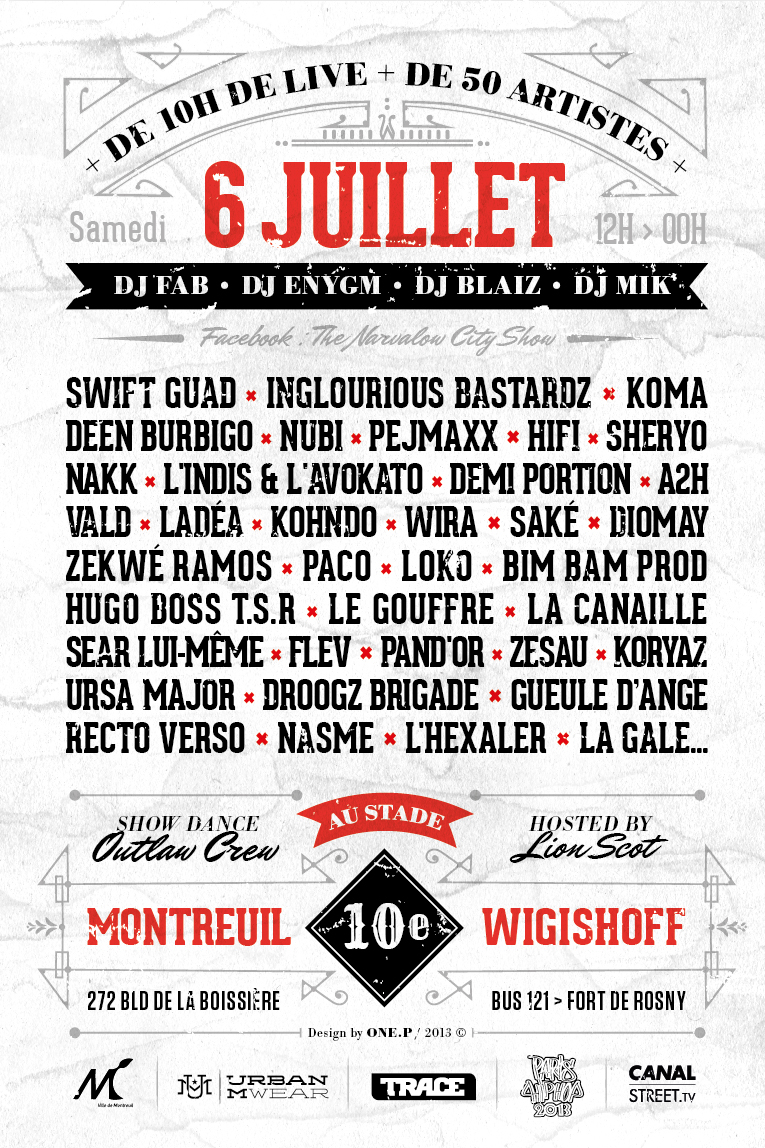 + DE 10H DE LIVE + DE 50 ARTISTES +
Samedi 6 JUILLET 12H > 00H
DJ FAB • DJ ENYGM • DJ BLAIZ • DJ MIK
Facebook : The Narvalow City Show
SWIFT GUAD × INGLOURIOUS BASTARDZ × KOMA
DEEN BURBIGO × NUBI × PEJMAXX × HIFI × SHERYO
NAKK × L'INDIS & L'AVOKATO × DEMI PORTION × A2H
VALD × LADÉA × KOHNDO × WIRA × SAKÉ × DIOMAY
ZEKWÉ RAMOS × PACO × LOKO × BIM BAM PROD
HUGO BOSS T.S.R × LE GOUFFRE × LA CANAILLE
SEAR LUI-MÊME × FLEV × PAND'OR × ZESAU × KORYAZ
URSA MAJOR × DROOGZ BRIGADE × GUEULE D'ANGE
RECTO VERSO × NASME × L'HEXALER × LA GALE...
AU STADE
SHOW DANCE
Outlaw Crew
HOSTED BY
Lion Scot
MONTREUIL 10e WIGISHOFF
272 BLD DE LA BOISSIÈRE
BUS 121 > FORT DE ROSNY
Design by ONE.P / 2013 ©
M
Ville de Montreuil
URBAN
MWEAR
TRACE
PARIS
HIPHOP
2013
CANAL
STREET.TV